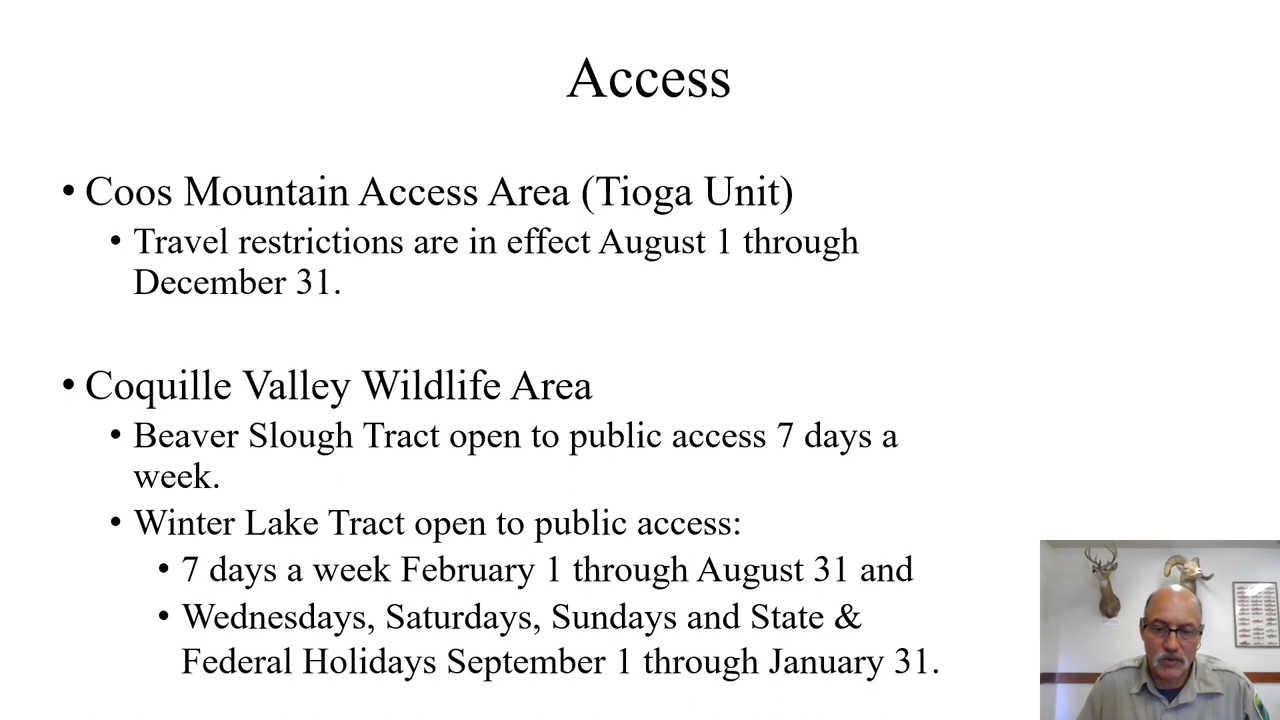 Access
• Coos Mountain Access Area (Tioga Unit)
• Travel restrictions are in effect August 1 through
December 31.
• Coquille Valley Wildlife Area
• Beaver Slough Tract open to public access 7 days a
week.
• Winter Lake Tract open to public access:
• 7 days a week February 1 through August 31 and
• Wednesdays, Saturdays, Sundays and State &
Federal Holidays September 1 through January 31.